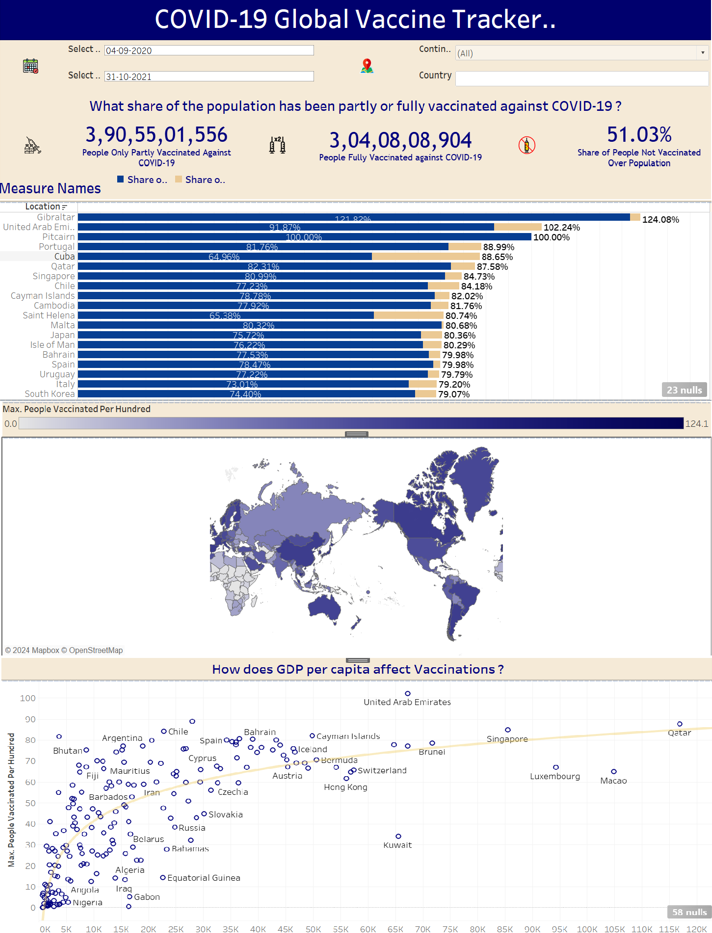 COVID-19 Global Vaccine Tracker..
Select .. 04-09-2020
Contin.. (All)
Select .. 31-10-2021
Country
What share of the population has been partly or fully vaccinated against COVID-19 ?
3,90,55,01,556
People Only Partly Vaccinated Against
COVID-19
x2
3,04,08,08,904
People Fully Vaccinated against COVID-19
51.03%
Share of People Not Vaccinated
Over Population
Share o.. Share o..
Measure Names
Location
Gibraltar 121.82% 124.08%
United Arab Emi.. 91.87% 102.24%
Pitcairn 100.00% 100.00%
Portugal 81.76% 88.99%
Cuba 64.96% 88.65%
Qatar 82.31% 87.58%
Singapore 80.99% 84.73%
Chile 77.23% 84.18%
Cayman Islands 78.78% 82.02%
Cambodia 77.92% 81.76%
Saint Helena 65.38% 80.74%
Malta 80.32% 80.68%
Japan 75.72% 80.36%
Isle of Man 76.22% 80.29%
Bahrain 77.53% 79.98%
Spain 78.47% 79.98%
Uruguay 77.22% 79.79%
Italy 73.01% 79.20%
South Korea 74.40% 79.07%
23 nulls
Max. People Vaccinated Per Hundred
0.0 124.1
© 2024 Mapbox © OpenStreetMap
How does GDP per capita affect Vaccinations ?
Max. People Vaccinated Per Hundred
100
90
80
70
60
50
40
30
20
10
0
United Arab Emirates
Qatar
Chile
Argentina
Spain
Bahrain
Cayman Islands
Singapore
Bhutan
Iceland
Brunei
Cyprus
Bermuda
Fiji
Mauritius
Austria
Switzerland
Luxembourg
Macao
Hong Kong
Barbados
Iran
Czechia
Slovakia
Russia
Belarus
Kuwait
Bahamas
Algeria
Equatorial Guinea
Angola
Iraq
Gabon
Nigeria
58 nulls
0K 5K 10K 15K 20K 25K 30K 35K 40K 45K 50K 55K 60K 65K 70K 75K 80K 85K 90K 95K 100K 105K 110K 115K 120K